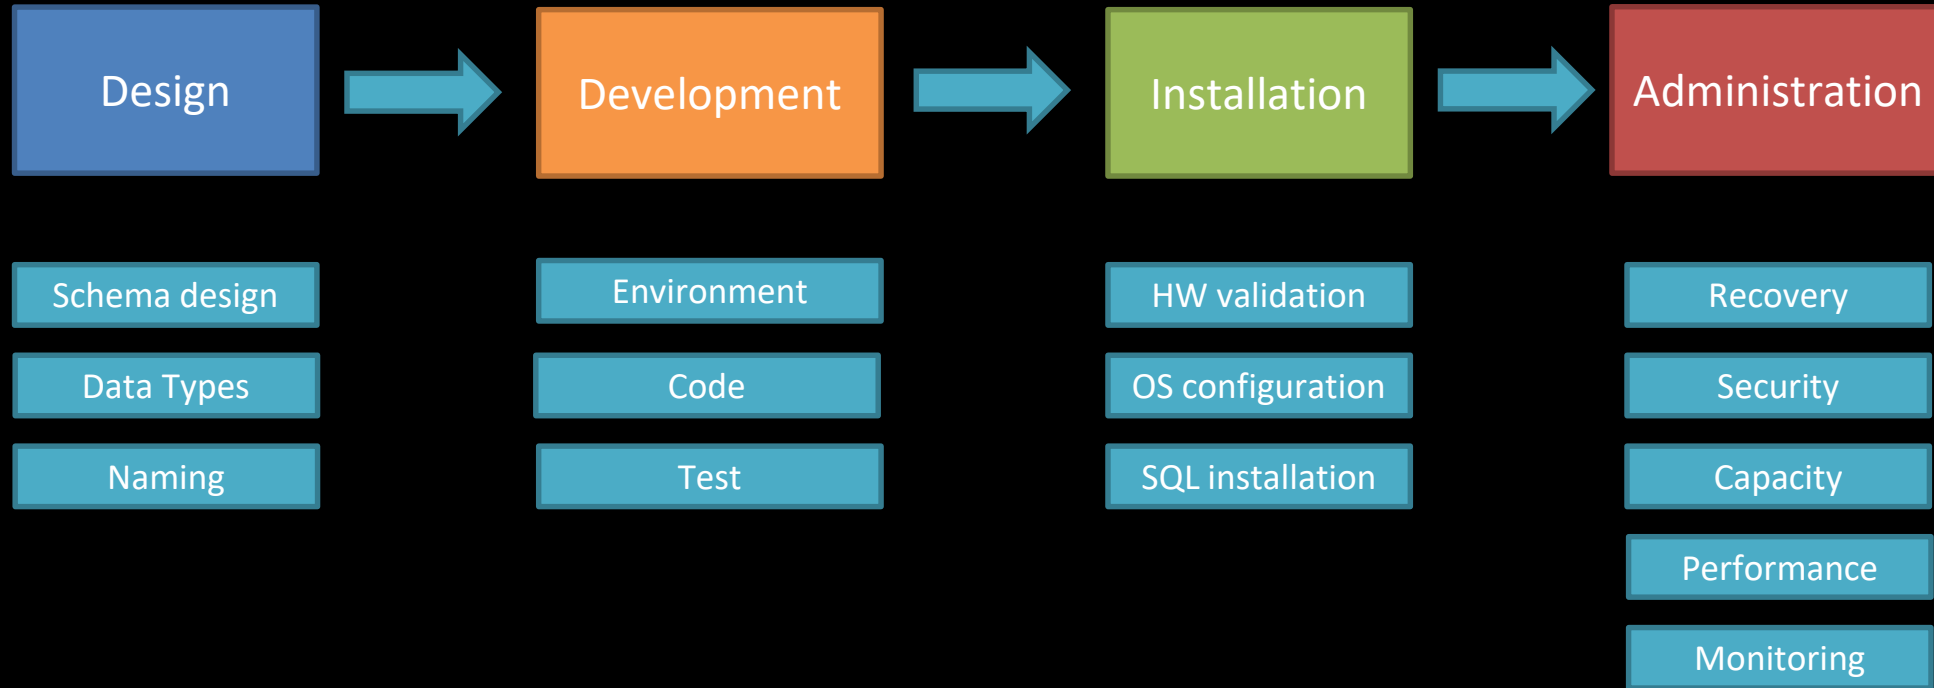 Design
Development
Installation
Administration
Schema design
Data Types
Naming
Environment
Code
Test
HW validation
OS configuration
SQL installation
Recovery
Security
Capacity
Performance
Monitoring